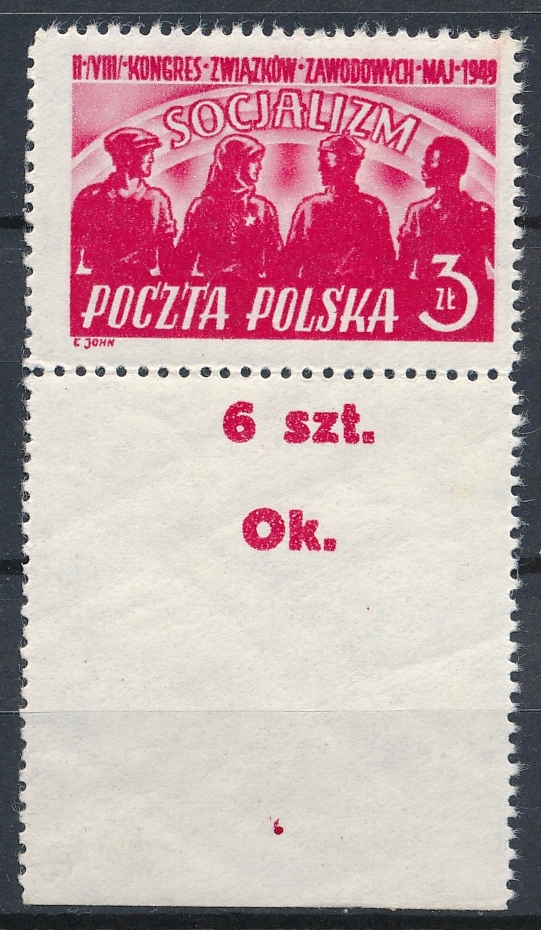 II·/VIII/·KONGRES·ZWIĄZKÓW·ZAWODOWYCH·MAJ·1949
SOCJALIZM
POCZTA POLSKA 3 ZŁ
C. JOHN
6 szt.
Ok.